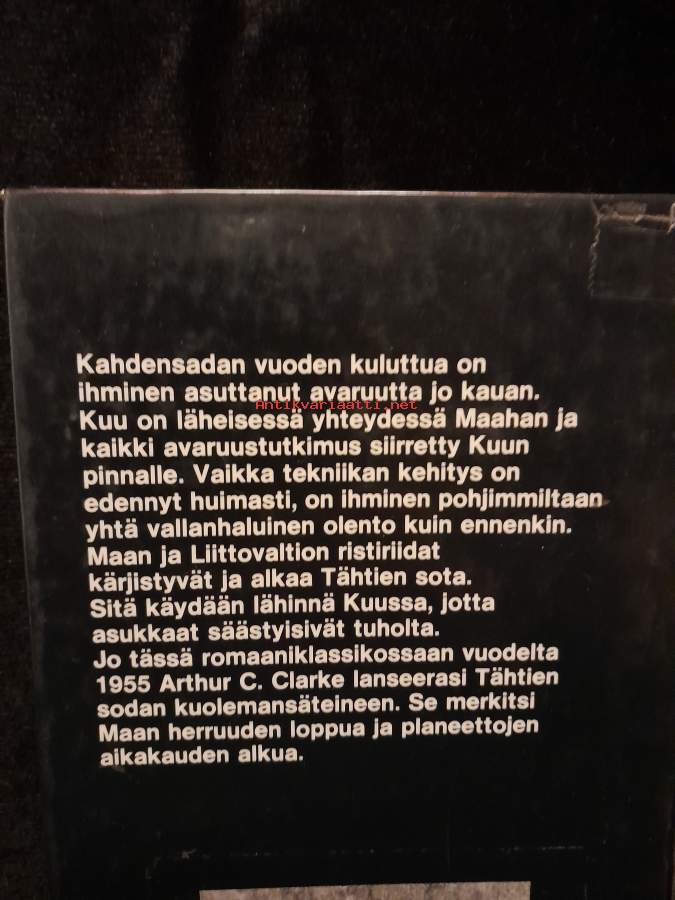 Kahdensadan vuoden kuluttua on
ihminen asuttanut avaruutta jo kauan.
Antikvariaatti.net
Kuu on läheisessä yhteydessä Maahan ja
kaikki avaruustutkimus siirretty Kuun
pinnalle. Vaikka tekniikan kehitys on
edennyt huimasti, on ihminen pohjimmiltaan
yhtä vallanhaluinen olento kuin ennenkin.
Maan ja Liittovaltion ristiriidat
kärjistyvät ja alkaa Tähtien sota.
Sitä käydään lähinnä Kuussa, jotta
asukkaat säästyisivät tuholta.
Jo tässä romaaniklassikossaan vuodelta
1955 Arthur C. Clarke lanseerasi Tähtien
sodan kuolemansäteineen. Se merkitsi
Maan herruuden loppua ja planeettojen
aikakauden alkua.